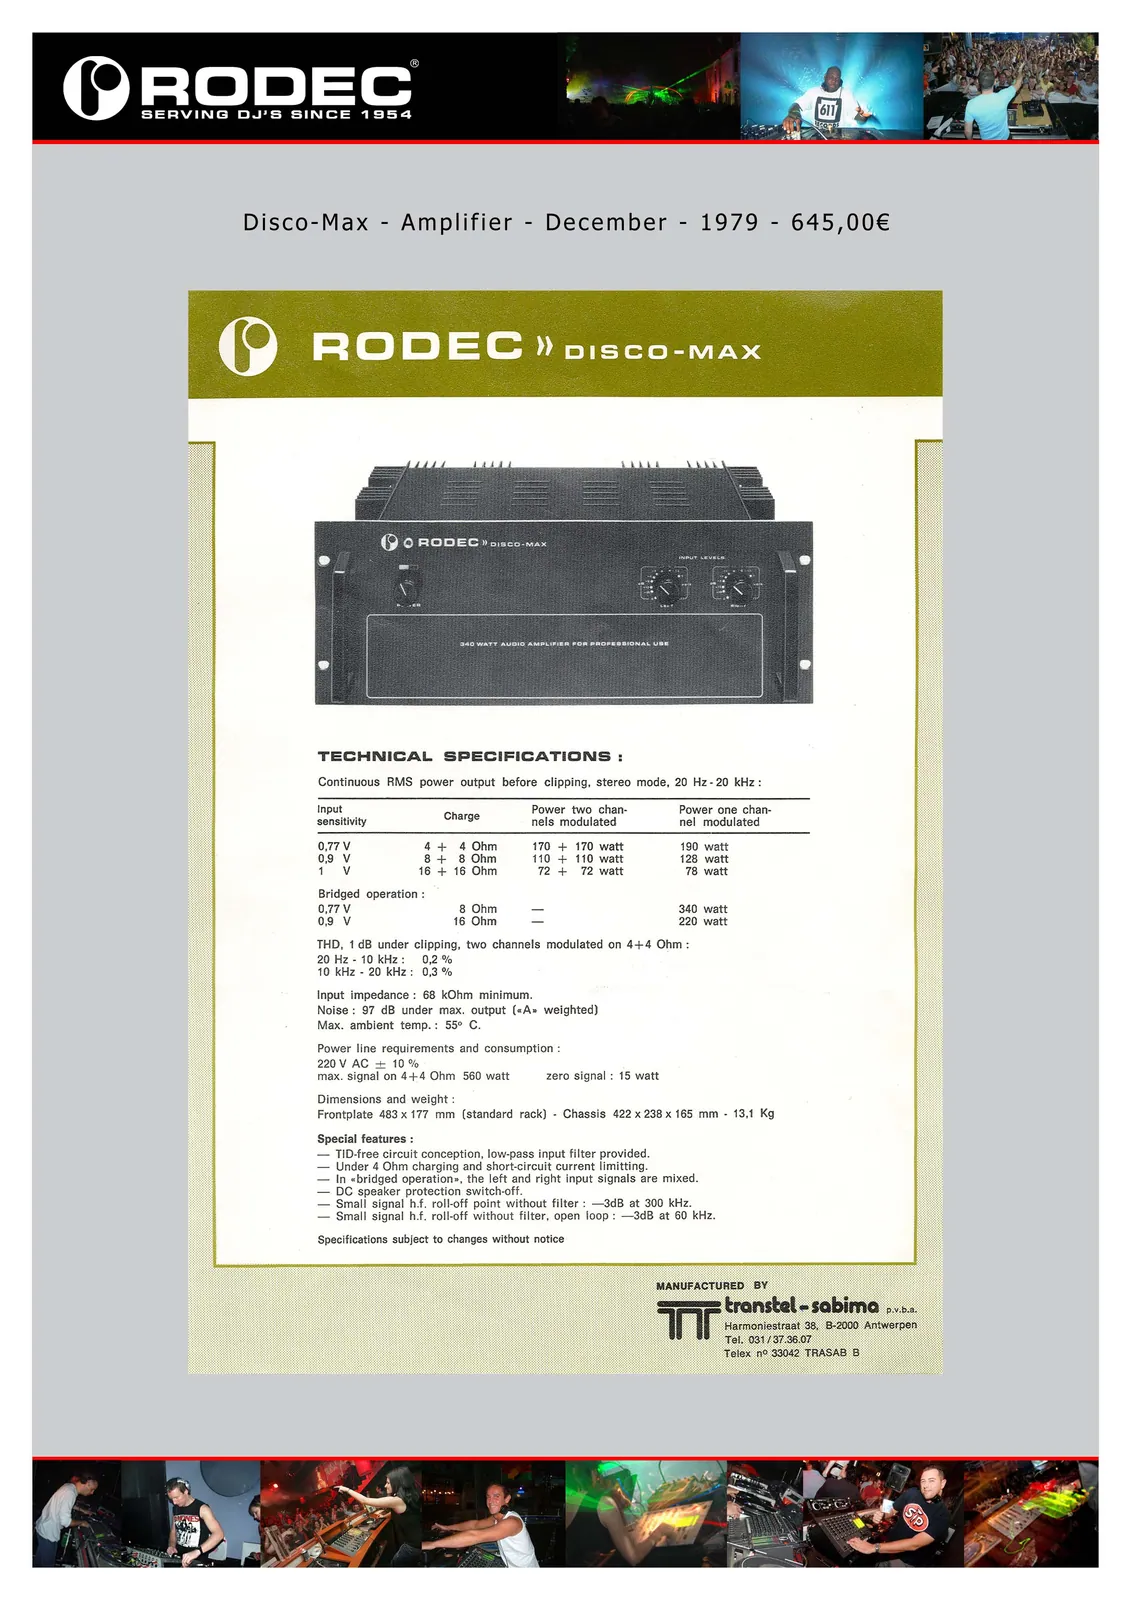 RODEC®
SERVING DJ'S SINCE 1954
611
Disco-Max - Amplifier - December - 1979 - 645,00€
RODEC » DISCO-MAX
RODEC » DISCO-MAX
INPUT LEVELS
POWER
LEFT
RIGHT
340 WATT AUDIO AMPLIFIER FOR PROFESSIONAL USE
TECHNICAL SPECIFICATIONS :
Continuous RMS power output before clipping, stereo mode, 20 Hz - 20 kHz :
Input sensitivity Charge Power two chan-nels modulated Power one chan-nel modulated
0,77 V 4 + 4 Ohm 170 + 170 watt 190 watt
0,9 V 8 + 8 Ohm 110 + 110 watt 128 watt
1 V 16 + 16 Ohm 72 + 72 watt 78 watt
Bridged operation :
0,77 V 8 Ohm — 340 watt
0,9 V 16 Ohm — 220 watt
THD, 1 dB under clipping, two channels modulated on 4+4 Ohm :
20 Hz - 10 kHz : 0,2 %
10 kHz - 20 kHz : 0,3 %
Input impedance : 68 kOhm minimum.
Noise : 97 dB under max. output («A» weighted)
Max. ambient temp. : 55º C.
Power line requirements and consumption :
220 V AC ± 10 %
max. signal on 4+4 Ohm 560 watt zero signal : 15 watt
Dimensions and weight :
Frontplate 483 x 177 mm (standard rack) - Chassis 422 x 238 x 165 mm - 13,1 Kg
Special features :
— TID-free circuit conception, low-pass input filter provided.
— Under 4 Ohm charging and short-circuit current limitting.
— In «bridged operation», the left and right input signals are mixed.
— DC speaker protection switch-off.
— Small signal h.f. roll-off point without filter : —3dB at 300 kHz.
— Small signal h.f. roll-off without filter, open loop : —3dB at 60 kHz.
Specifications subject to changes without notice
MANUFACTURED BY
transtel - sabima p.v.b.a.
Harmoniestraat 38, B-2000 Antwerpen
Tel. 031 / 37.36.07
Telex nº 33042 TRASAB B